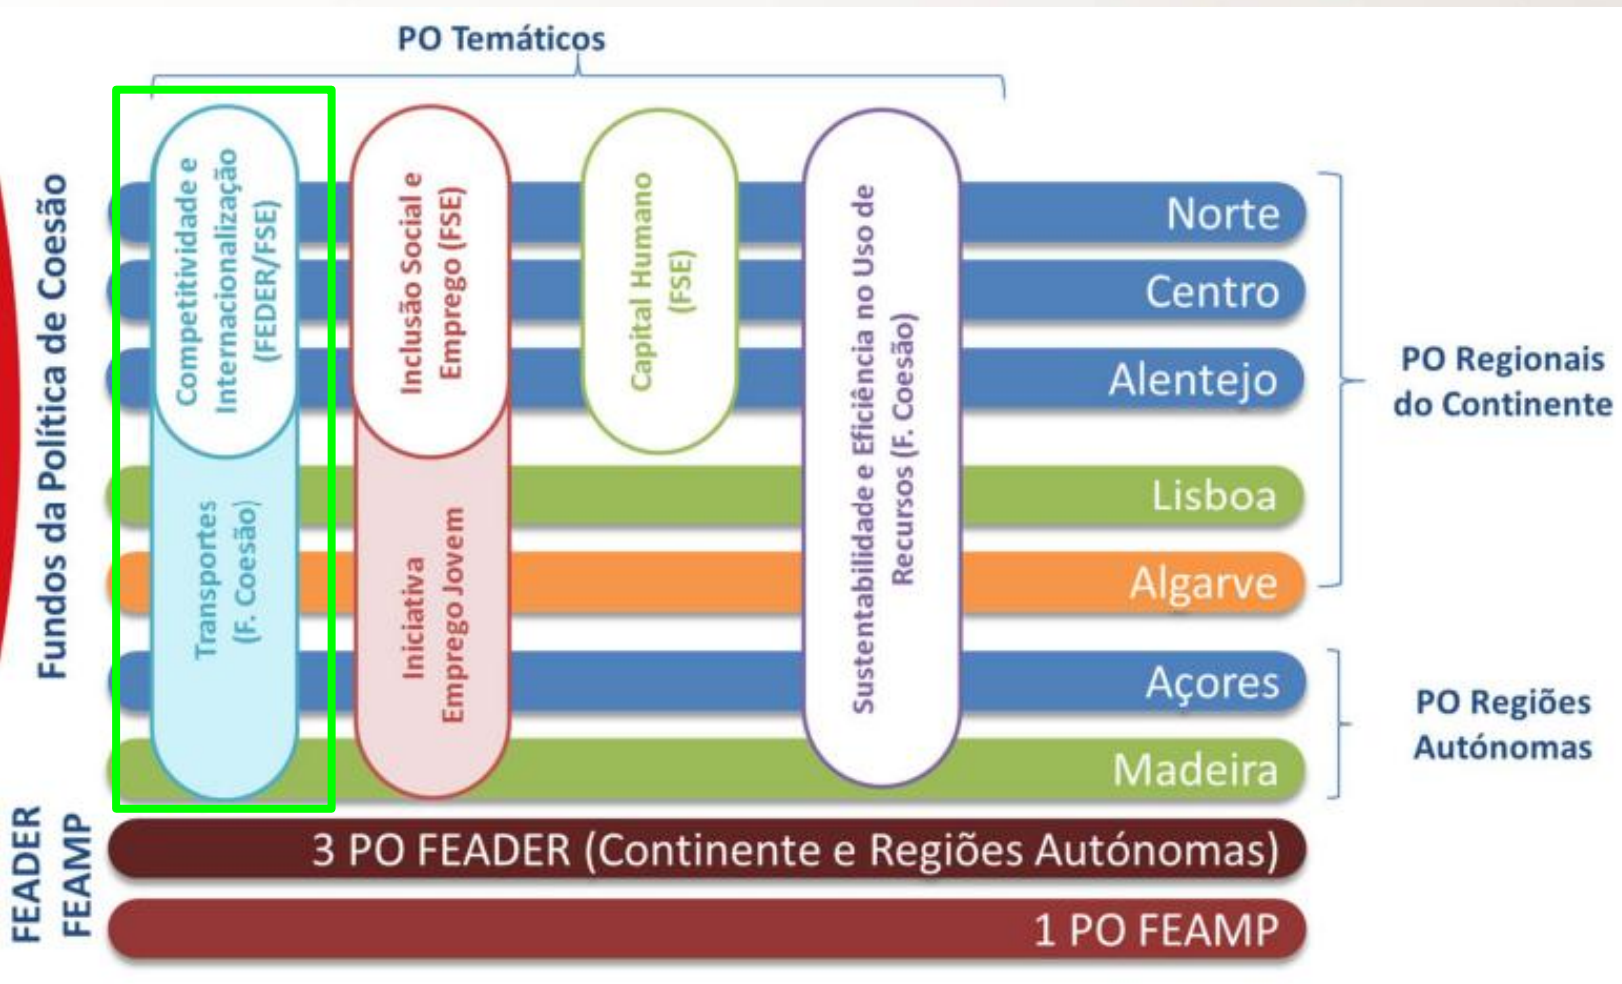 PO Temáticos
Fundos da Política de Coesão
Competitividade e
Internacionalização
(FEDER/FSE)
Transportes
(F. Coesão)
Inclusão Social e
Emprego (FSE)
Iniciativa
Emprego Jovem
Capital Humano
(FSE)
Sustentabilidade e Eficiência no Uso de
Recursos (F. Coesão)
Norte
Centro
Alentejo
Lisboa
Algarve
Açores
Madeira
PO Regionais
do Continente
PO Regiões
Autónomas
FEADER
FEAMP
3 PO FEADER (Continente e Regiões Autónomas)
1 PO FEAMP